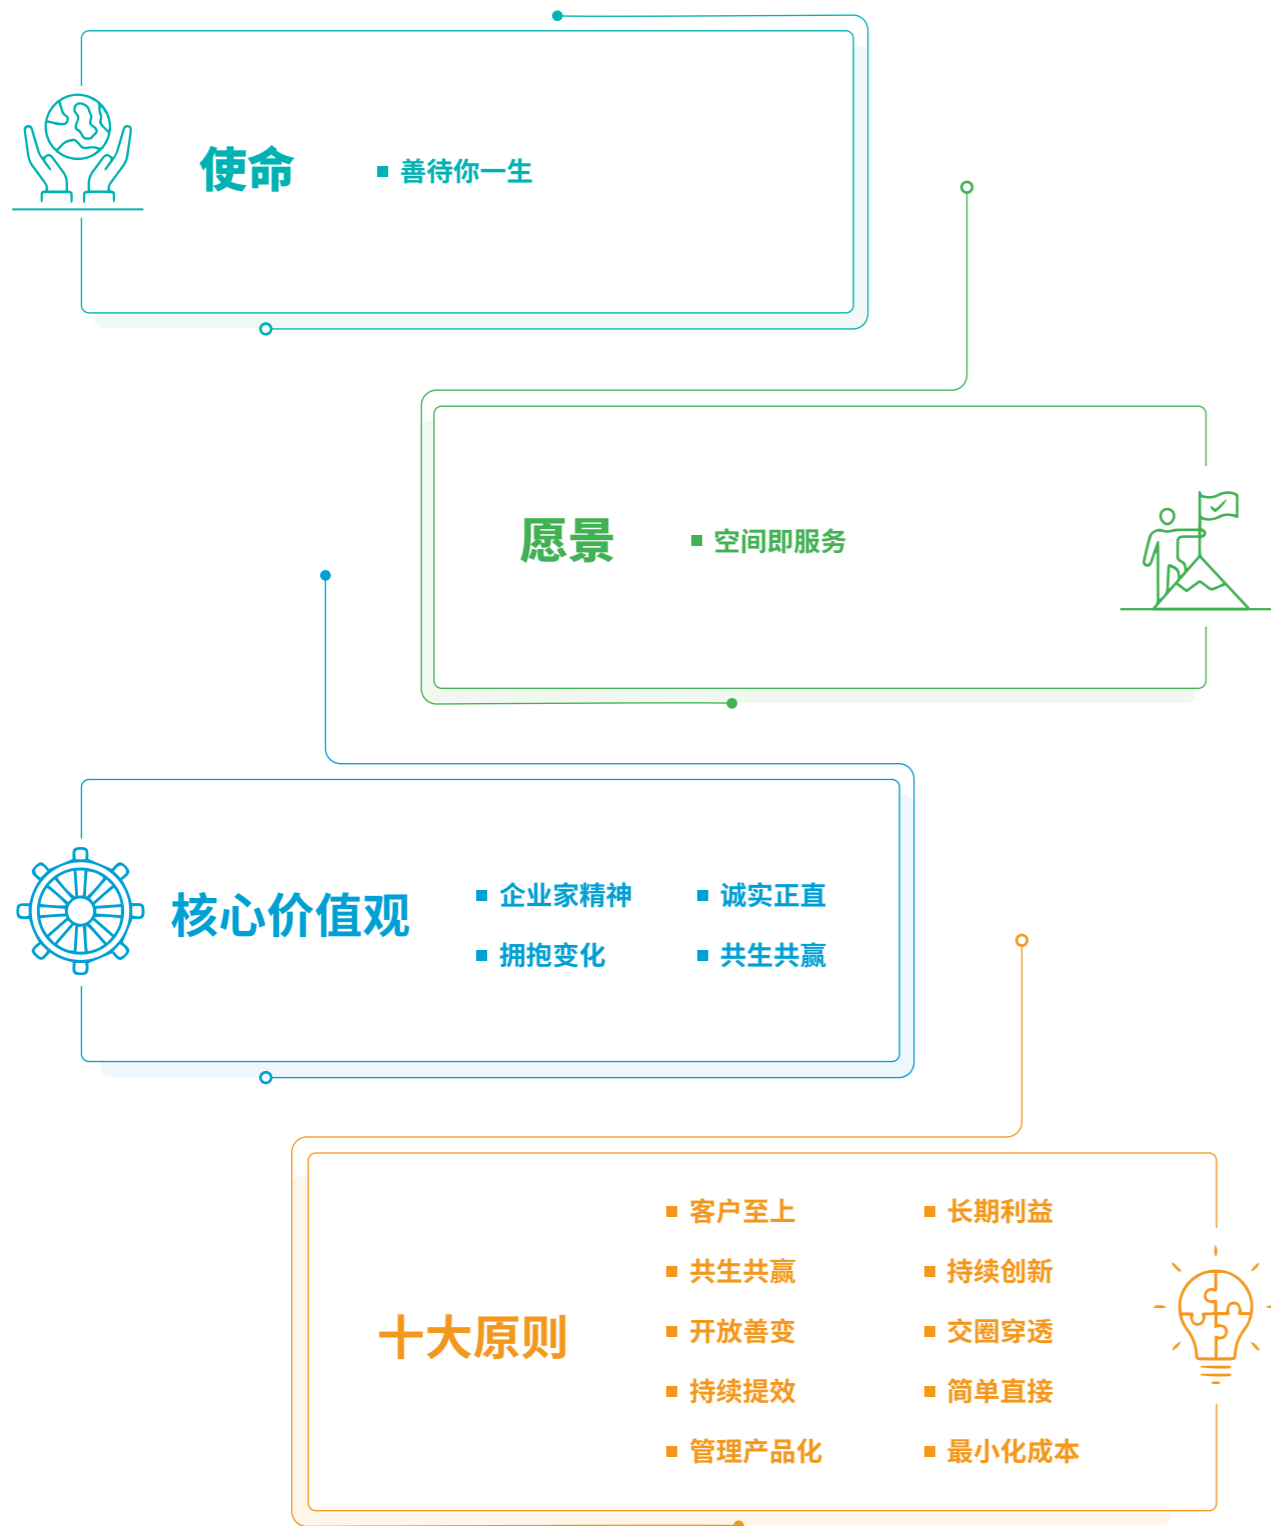 使命
善待你一生
愿景
空间即服务
核心价值观
企业家精神 诚实正直
拥抱变化 共生共赢
十大原则
客户至上 长期利益
共生共赢 持续创新
开放善变 交圈穿透
持续提效 简单直接
管理产品化 最小化成本